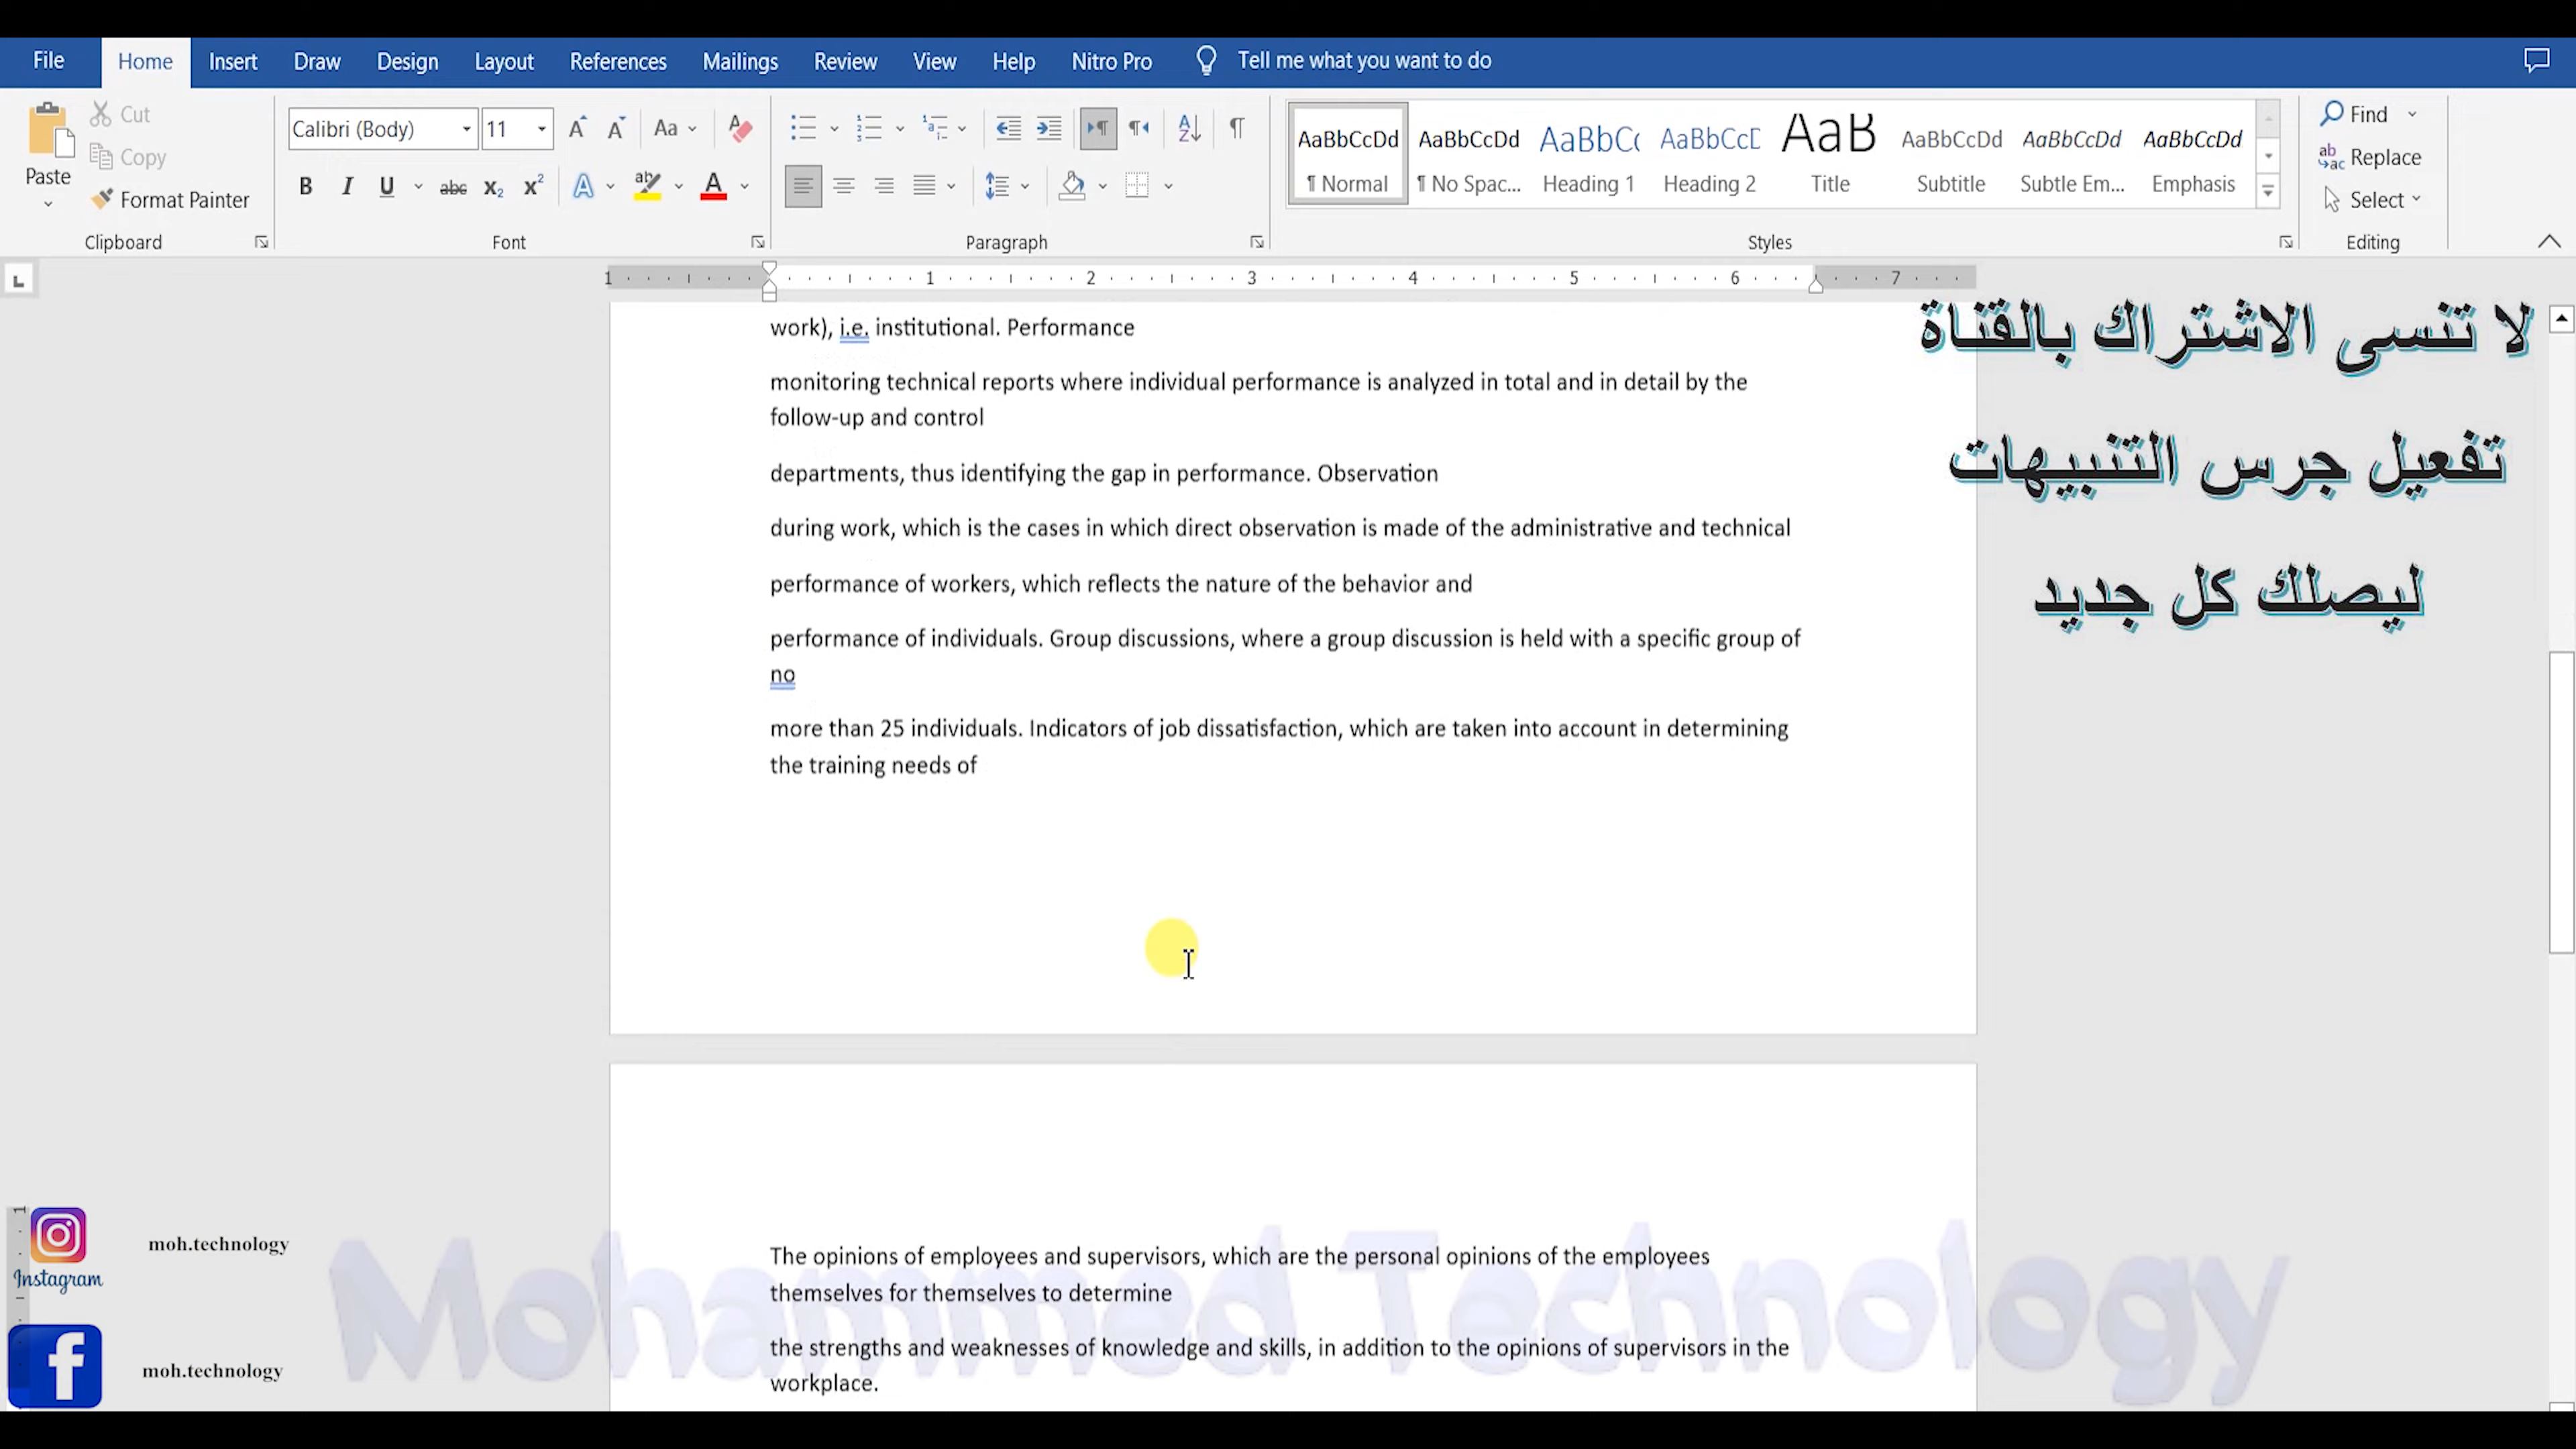 File Home Insert Draw Design Layout References Mailings Review View Help Nitro Pro Tell me what you want to do
Paste
Cut
Copy
Format Painter
Clipboard
Calibri (Body) 11
Font
Paragraph
AaBbCcDd AaBbCcDd AaBbC AaBbCcD AaB AaBbCcDd AaBbCcDd AaBbCcDd
¶ Normal ¶ No Spac... Heading 1 Heading 2 Title Subtitle Subtle Em... Emphasis
Styles
Find
Replace
Select
Editing
1 1 2 3 4 5 6 7
work), i.e. institutional. Performance
monitoring technical reports where individual performance is analyzed in total and in detail by the
follow-up and control
departments, thus identifying the gap in performance. Observation
during work, which is the cases in which direct observation is made of the administrative and technical
performance of workers, which reflects the nature of the behavior and
performance of individuals. Group discussions, where a group discussion is held with a specific group of
no
more than 25 individuals. Indicators of job dissatisfaction, which are taken into account in determining
the training needs of
لا تنسى الاشتراك بالقناة
تفعيل جرس التنبيهات
ليصلك كل جديد
The opinions of employees and supervisors, which are the personal opinions of the employees
themselves for themselves to determine
the strengths and weaknesses of knowledge and skills, in addition to the opinions of supervisors in the
workplace.
Instagram
moh.technology
moh.technology
Mohammed Technology